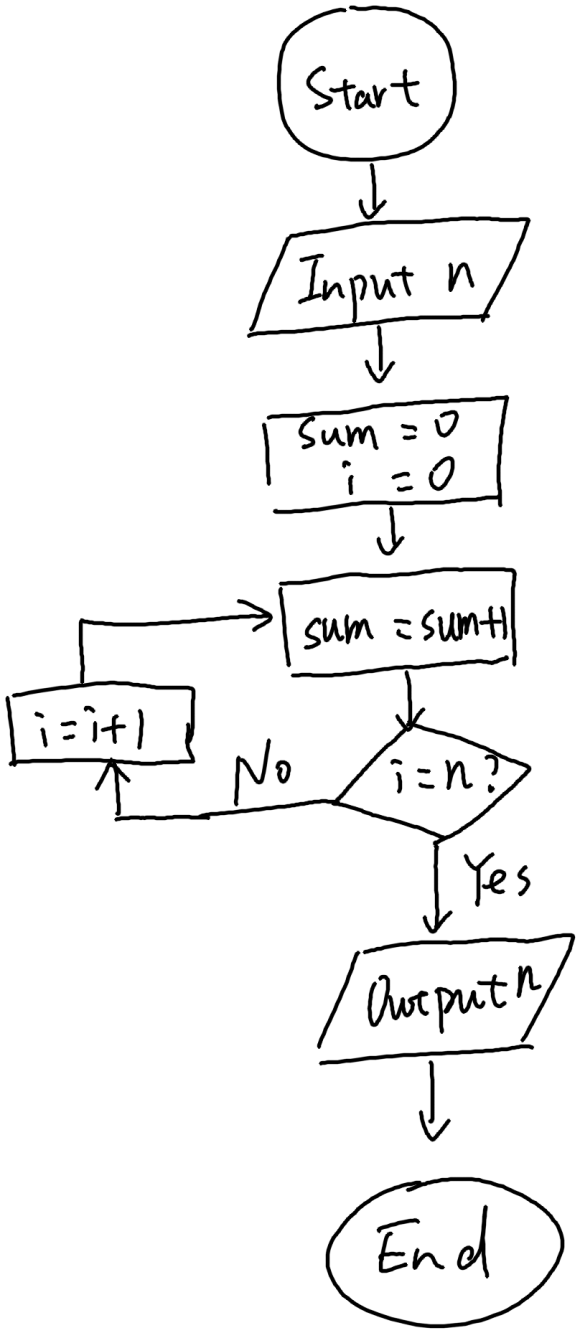 Start
Input n
sum = 0
i = 0
sum = sum+1
i = i+1
No
i = n?
Yes
Output n
End